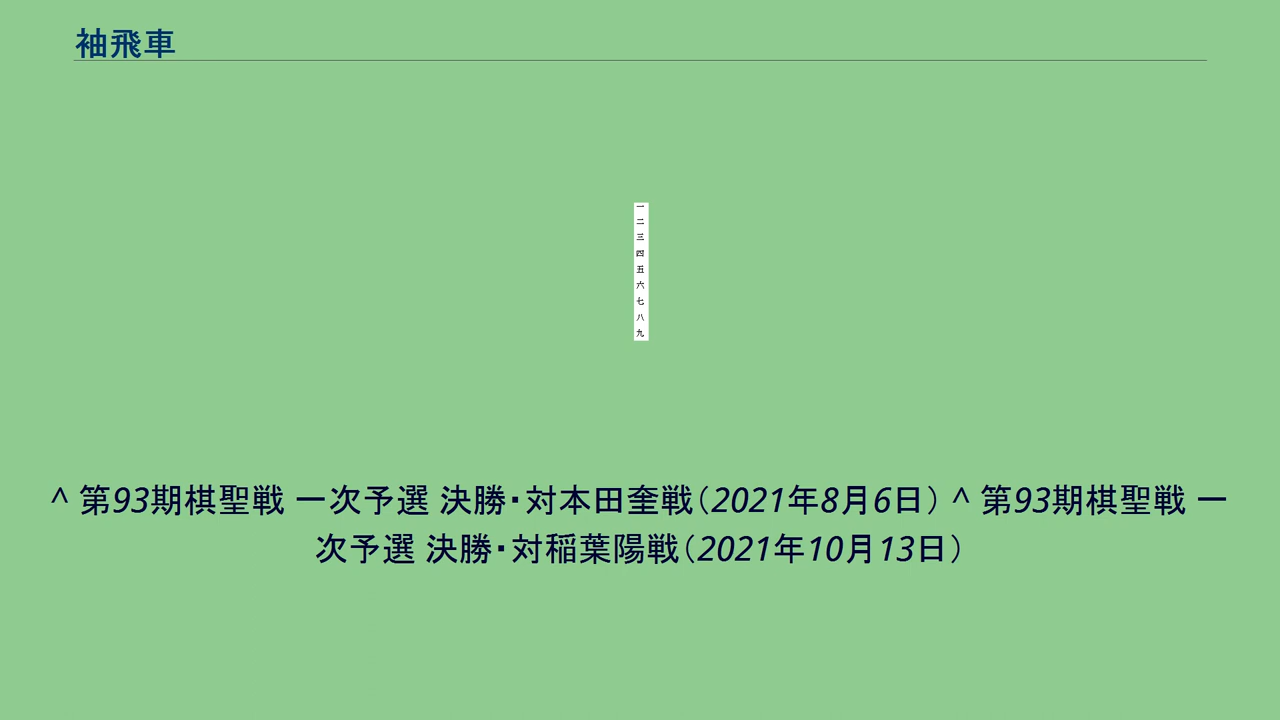 袖飛車
一
二
三
四
五
六
七
八
九
^ 第93期棋聖戦 一次予選 決勝・対本田奎戦（2021年8月6日） ^ 第93期棋聖戦 一
次予選 決勝・対稲葉陽戦（2021年10月13日）